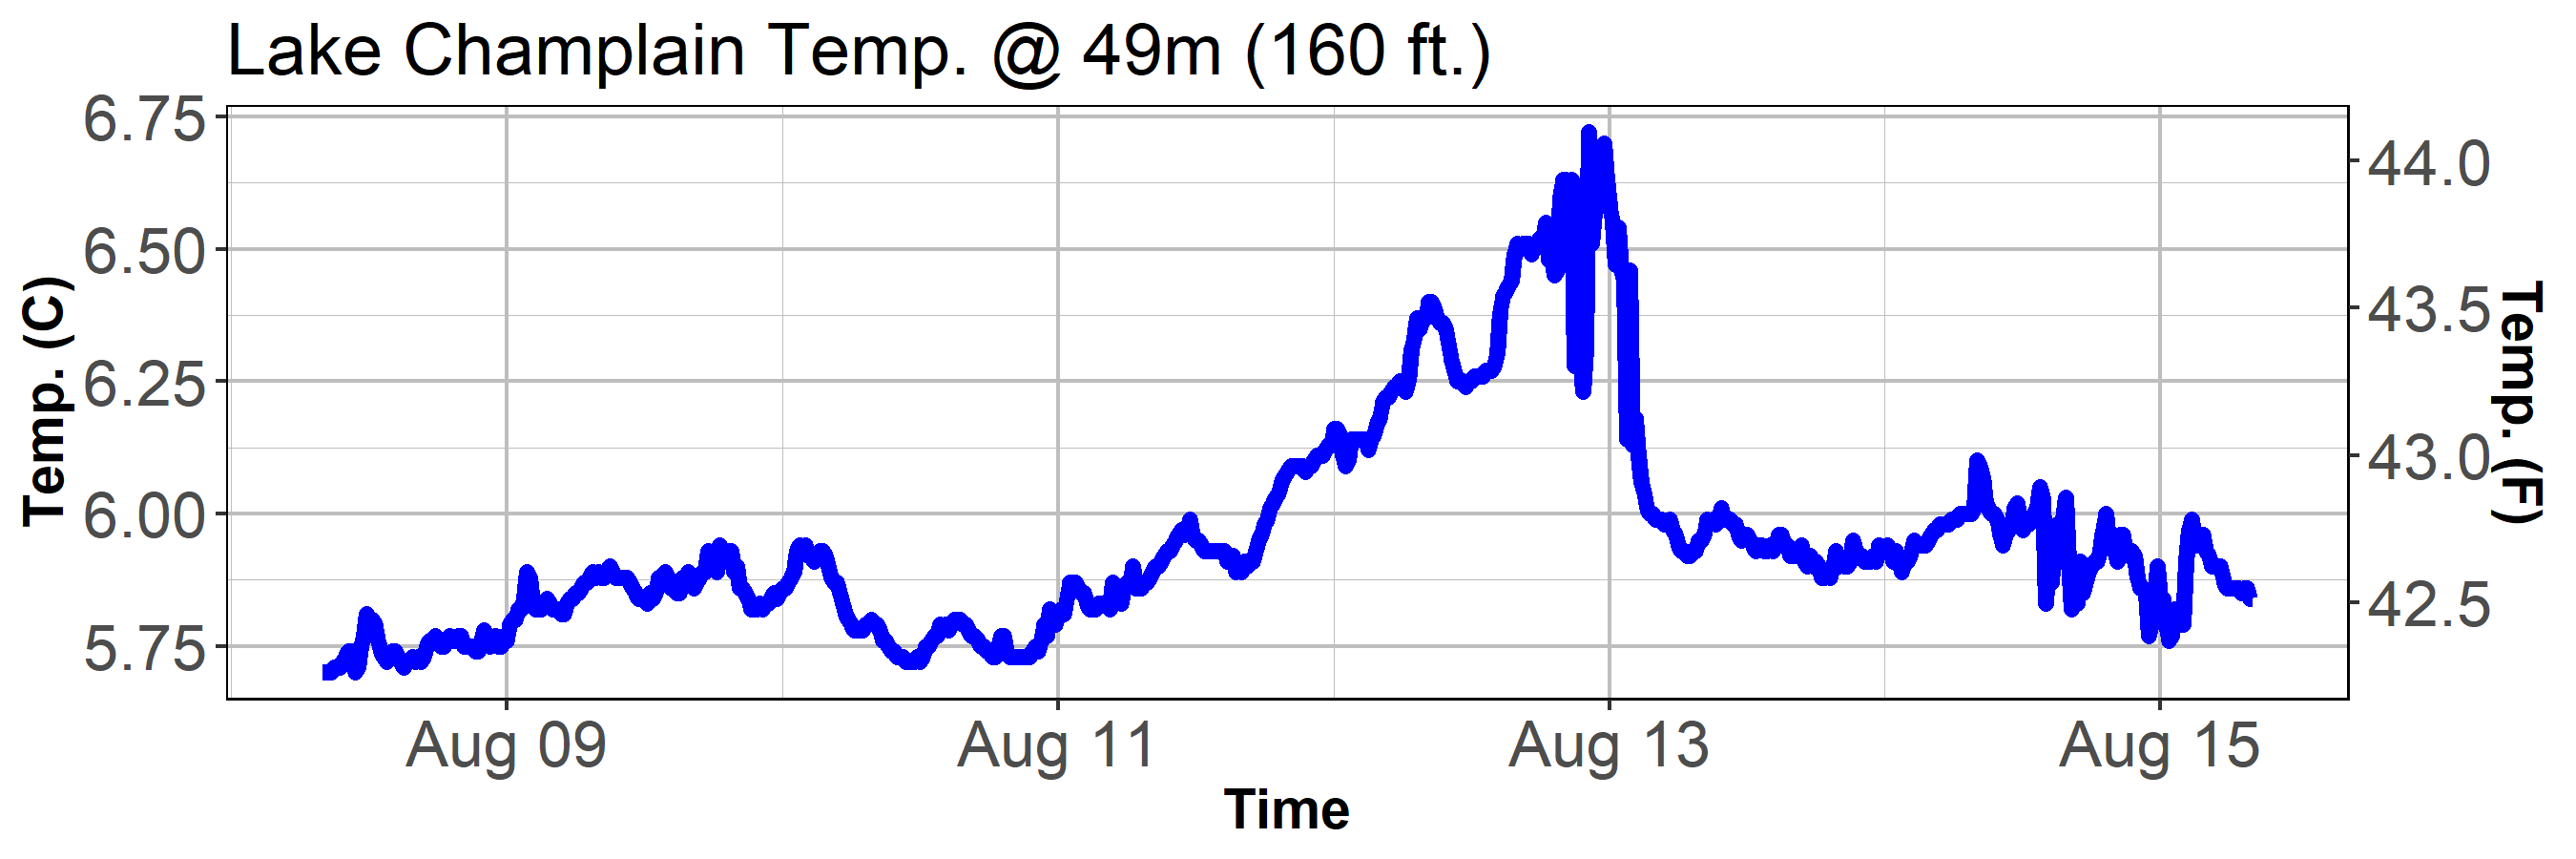 Lake Champlain Temp. @ 49m (160 ft.)
Temp. (C)
6.75
6.50
6.25
6.00
5.75
44.0
43.5
43.0
42.5
Temp. (F)
Aug 09
Aug 11
Aug 13
Aug 15
Time